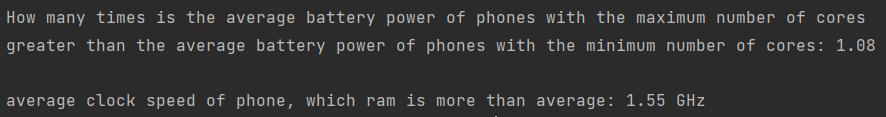 How many times is the average battery power of phones with the maximum number of cores
greater than the average battery power of phones with the minimum number of cores: 1.08
average clock speed of phone, which ram is more than average: 1.55 GHz